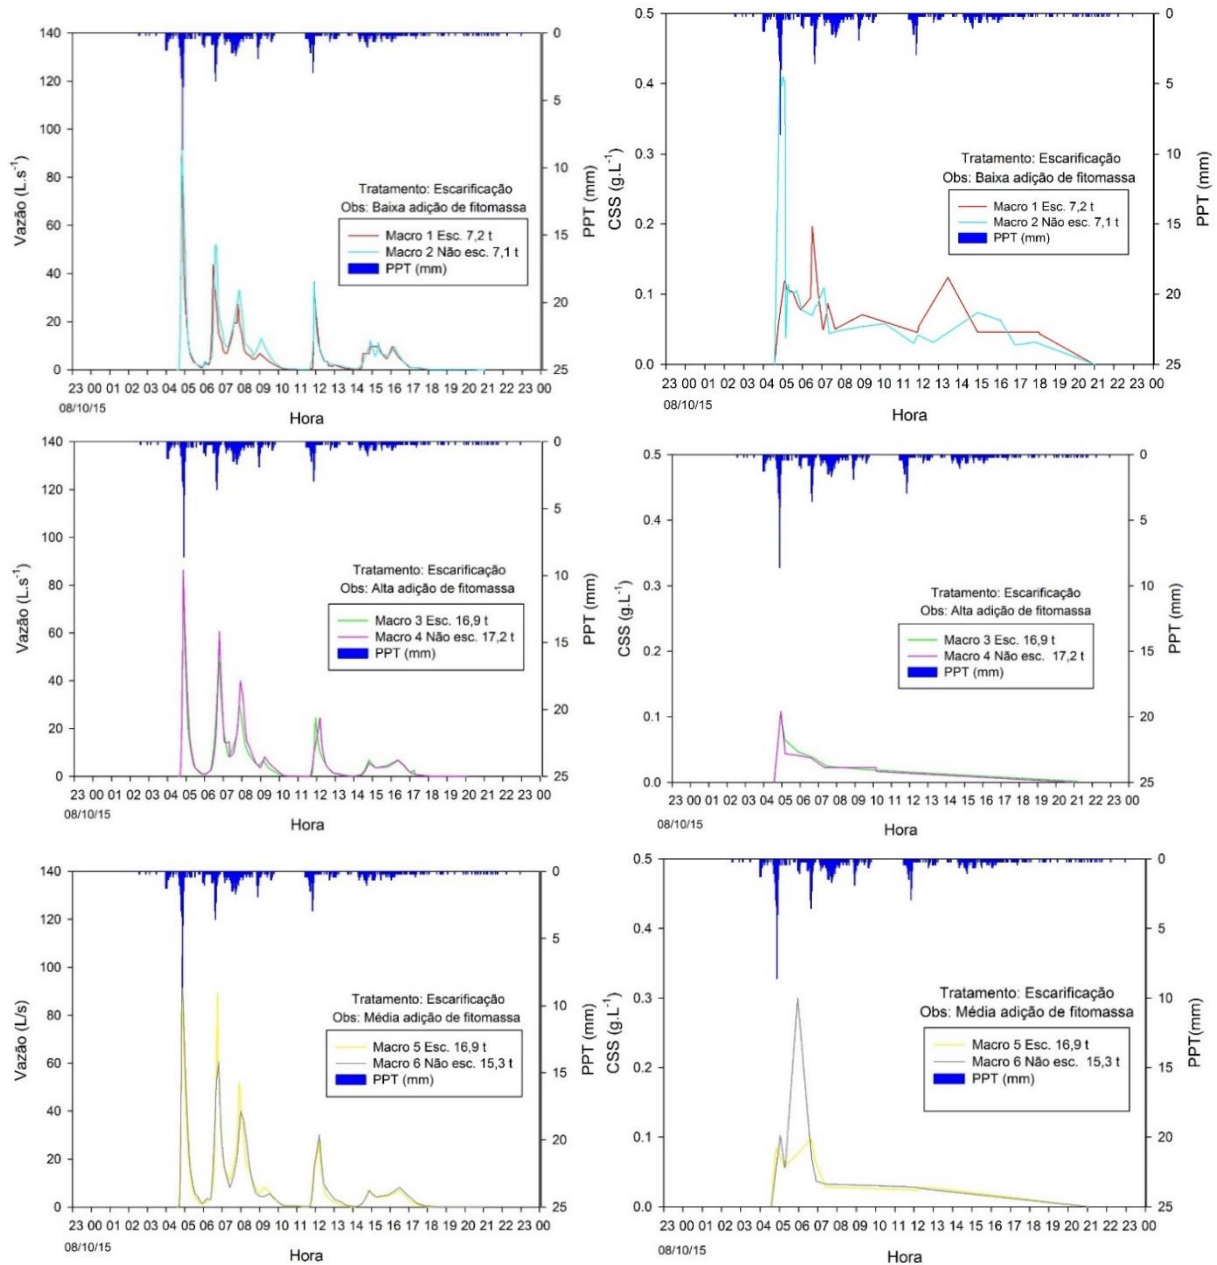 140
120
100
80
60
40
20
0
Vazão (L.s⁻¹)
0
5
10
15
20
25
PPT (mm)
Tratamento: Escarificação
Obs: Baixa adição de fitomassa
Macro 1 Esc. 7,2 t
Macro 2 Não esc. 7,1 t
PPT (mm)
23 00 01 02 03 04 05 06 07 08 09 10 11 12 13 14 15 16 17 18 19 20 21 22 23 00
08/10/15
Hora
0.5
0.4
0.3
0.2
0.1
0.0
CSS (g.L⁻¹)
0
5
10
15
20
25
PPT (mm)
Tratamento: Escarificação
Obs: Baixa adição de fitomassa
Macro 1 Esc. 7,2 t
Macro 2 Não esc. 7,1 t
PPT (mm)
23 00 01 02 03 04 05 06 07 08 09 10 11 12 13 14 15 16 17 18 19 20 21 22 23 00
08/10/15
Hora
140
120
100
80
60
40
20
0
Vazão (L.s⁻¹)
0
5
10
15
20
25
PPT (mm)
Tratamento: Escarificação
Obs: Alta adição de fitomassa
Macro 3 Esc. 16,9 t
Macro 4 Não esc. 17,2 t
PPT (mm)
23 00 01 02 03 04 05 06 07 08 09 10 11 12 13 14 15 16 17 18 19 20 21 22 23 00
08/10/15
Hora
0.5
0.4
0.3
0.2
0.1
0.0
CSS (g.L⁻¹)
0
5
10
15
20
25
PPT (mm)
Tratamento: Escarificação
Obs: Alta adição de fitomassa
Macro 3 Esc. 16,9 t
Macro 4 Não esc. 17,2 t
PPT (mm)
23 00 01 02 03 04 05 06 07 08 09 10 11 12 13 14 15 16 17 18 19 20 21 22 23 00
08/10/15
Hora
140
120
100
80
60
40
20
0
Vazão (L/s)
0
5
10
15
20
25
PPT (mm)
Tratamento: Escarificação
Obs: Média adição de fitomassa
Macro 5 Esc. 16,9 t
Macro 6 Não esc. 15,3 t
PPT (mm)
23 00 01 02 03 04 05 06 07 08 09 10 11 12 13 14 15 16 17 18 19 20 21 22 23 00
08/10/15
Hora
0.5
0.4
0.3
0.2
0.1
0.0
CSS (g.L⁻¹)
0
5
10
15
20
25
PPT(mm)
Tratamento: Escarificação
Obs: Média adição de fitomassa
Macro 5 Esc. 16,9 t
Macro 6 Não esc. 15,3 t
PPT (mm)
23 00 01 02 03 04 05 06 07 08 09 10 11 12 13 14 15 16 17 18 19 20 21 22 23 00
08/10/15
Hora